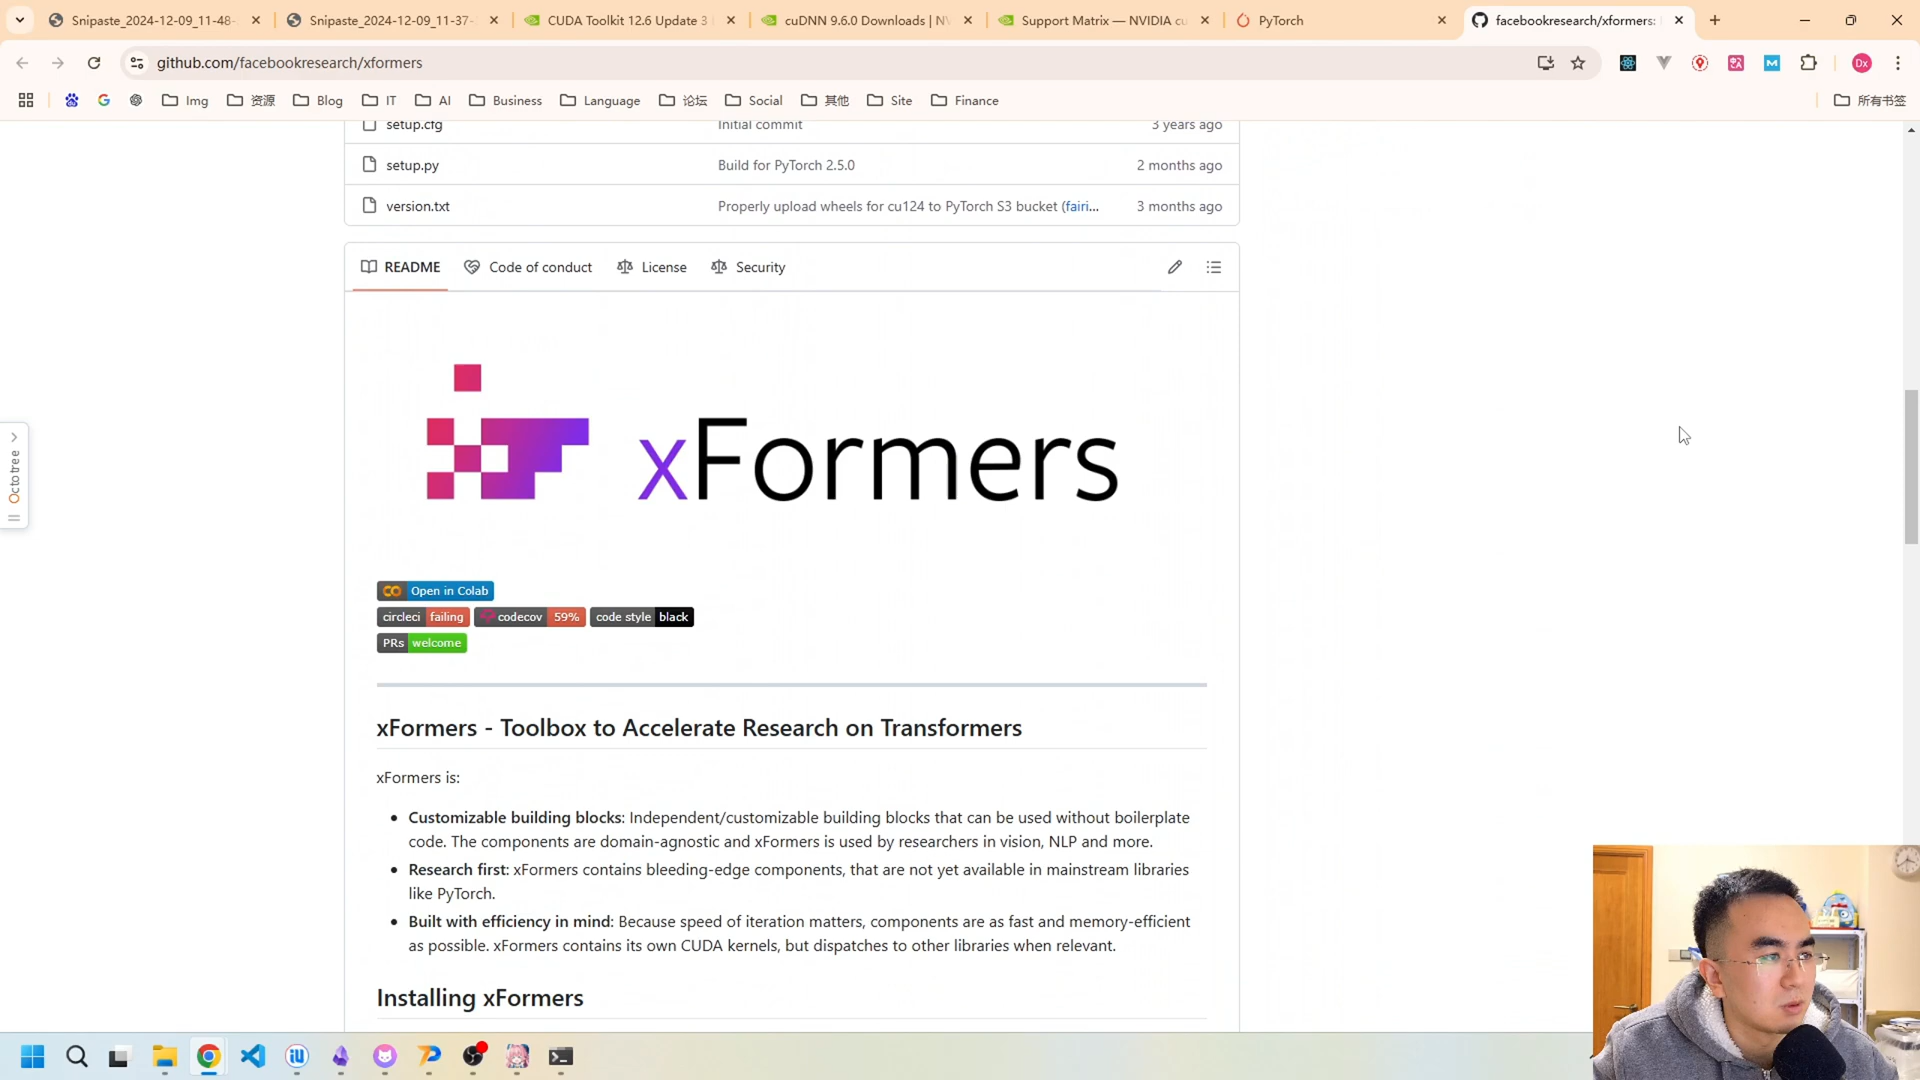 Snipaste_2024-12-09_11-48-
Snipaste_2024-12-09_11-37-
CUDA Toolkit 12.6 Update 3
cuDNN 9.6.0 Downloads | NV
Support Matrix — NVIDIA cu
PyTorch
facebookresearch/xformers:
github.com/facebookresearch/xformers
Dx
Img
资源
Blog
IT
AI
Business
Language
论坛
Social
其他
Site
Finance
所有书签
setup.cfg Initial commit 3 years ago
setup.py Build for PyTorch 2.5.0 2 months ago
version.txt Properly upload wheels for cu124 to PyTorch S3 bucket (fairi... 3 months ago
README Code of conduct License Security
Octotree
xFormers
Open in Colab
circleci failing codecov 59% code style black
PRs welcome
xFormers - Toolbox to Accelerate Research on Transformers
xFormers is:
• Customizable building blocks: Independent/customizable building blocks that can be used without boilerplate
code. The components are domain-agnostic and xFormers is used by researchers in vision, NLP and more.
• Research first: xFormers contains bleeding-edge components, that are not yet available in mainstream libraries
like PyTorch.
• Built with efficiency in mind: Because speed of iteration matters, components are as fast and memory-efficient
as possible. xFormers contains its own CUDA kernels, but dispatches to other libraries when relevant.
Installing xFormers